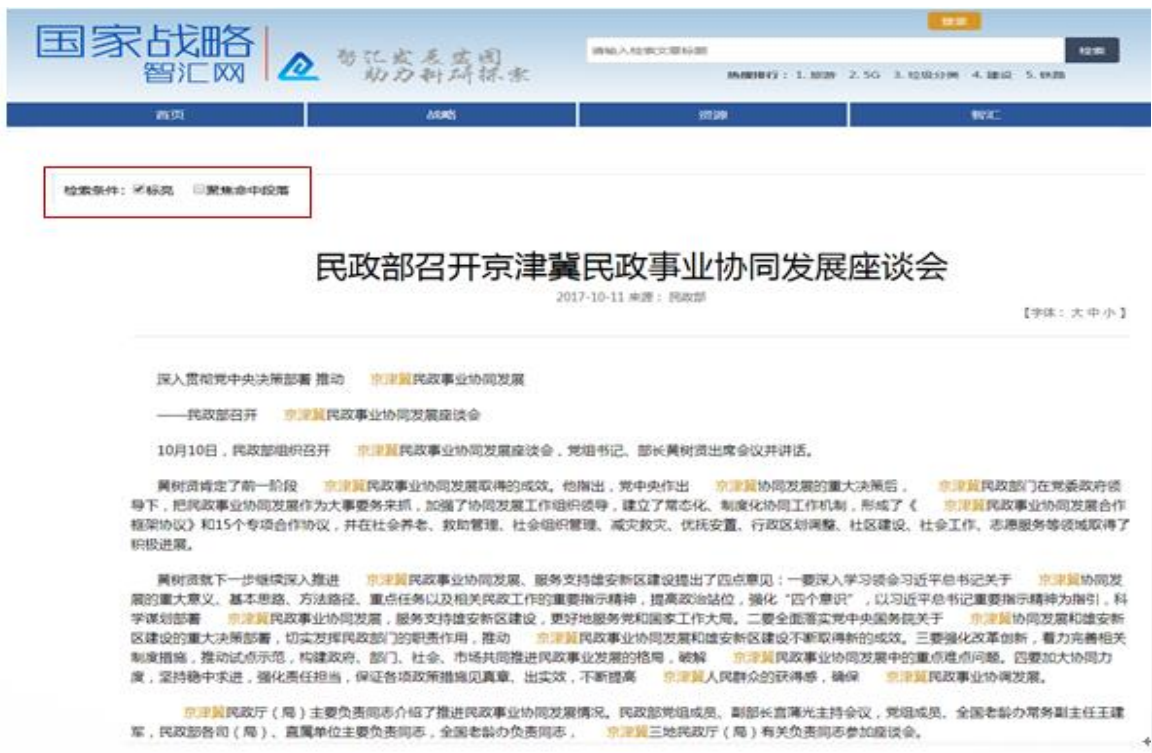 国家战略
智汇网
智汇发展蓝图
助力科研探索
登录
请输入检索文章标题
检索
热搜排行： 1. 旅游 2. 5G 3. 垃圾分类 4. 建设 5. 铁路
首页 战略 资源 智汇
检索条件： 标亮 聚焦命中段落
民政部召开京津冀民政事业协同发展座谈会
2017-10-11 来源： 民政部
【字体： 大 中 小】
深入贯彻党中央决策部署 推动 京津冀民政事业协同发展
——民政部召开 京津冀民政事业协同发展座谈会
10月10日，民政部组织召开 京津冀民政事业协同发展座谈会，党组书记、部长黄树贤出席会议并讲话。
黄树贤肯定了前一阶段 京津冀民政事业协同发展取得的成效。他指出，党中央作出 京津冀协同发展的重大决策后， 京津冀民政部门在党委政府领
导下，把民政事业协同发展作为大事要务来抓，加强了协同发展工作组织领导，建立了常态化、制度化协同工作机制，形成了《 京津冀民政事业协同发展合作
框架协议》和15个专项合作协议，并在社会养老、救助管理、社会组织管理、减灾救灾、优抚安置、行政区划调整、社区建设、社会工作、志愿服务等领域取得了
积极进展。
黄树贤就下一步继续深入推进 京津冀民政事业协同发展、服务支持雄安新区建设提出了四点意见：一要深入学习领会习近平总书记关于 京津冀协同发
展的重大意义、基本思路、方法路径、重点任务以及相关民政工作的重要指示精神，提高政治站位，强化“四个意识”，以习近平总书记重要指示精神为指引，科
学谋划部署 京津冀民政事业协同发展，服务支持雄安新区建设，更好地服务党和国家工作大局。二要全面落实党中央国务院关于 京津冀协同发展和雄安新
区建设的重大决策部署，切实发挥民政部门的职责作用，推动 京津冀民政事业协同发展和雄安新区建设不断取得新的成效。三要强化改革创新，着力完善相关
制度措施，推动试点示范，构建政府、部门、社会、市场共同推进民政事业发展的格局，破解 京津冀民政事业协同发展中的重点难点问题。四要加大协同力
度，坚持稳中求进，强化责任担当，保证各项政策措施见真章、出实效，不断提高 京津冀人民群众的获得感，确保 京津冀民政事业协调发展。
京津冀民政厅（局）主要负责同志介绍了推进民政事业协同发展情况。民政部党组成员、副部长宫蒲光主持会议，党组成员、全国老龄办常务副主任王建
军，民政部各司（局）、直属单位主要负责同志，全国老龄办负责同志， 京津冀三地民政厅（局）有关负责同志参加座谈会。